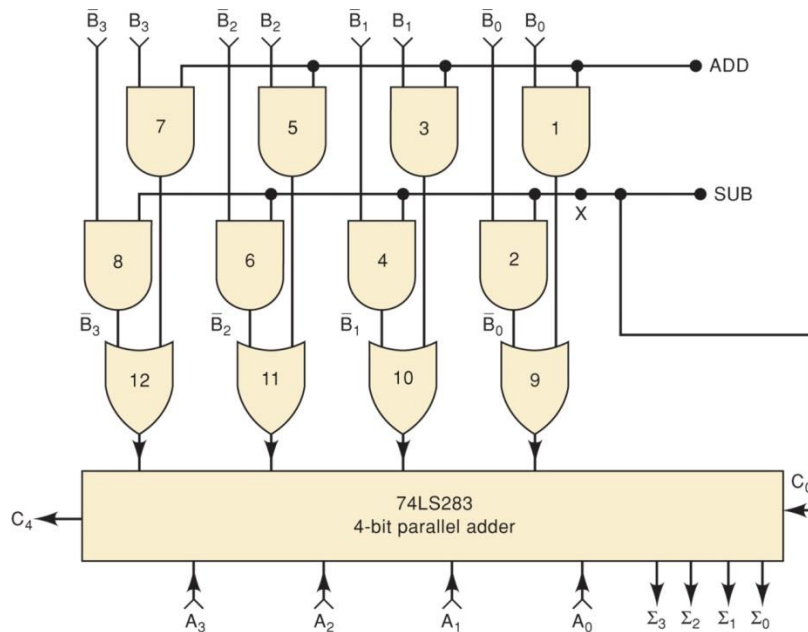 B̅₃ B₃ B̅₂ B₂ B̅₁ B₁ B̅₀ B₀
ADD
7 5 3 1
SUB
X
8 6 4 2
B̅₃ B̅₂ B̅₁ B̅₀
12 11 10 9
C₀
74LS283
C₄
4-bit parallel adder
A₃ A₂ A₁ A₀ Σ₃ Σ₂ Σ₁ Σ₀